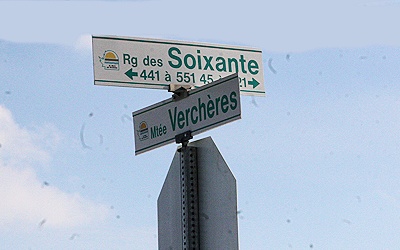 Rg des Soixante
441 à 551 45 à
Mtée Verchères